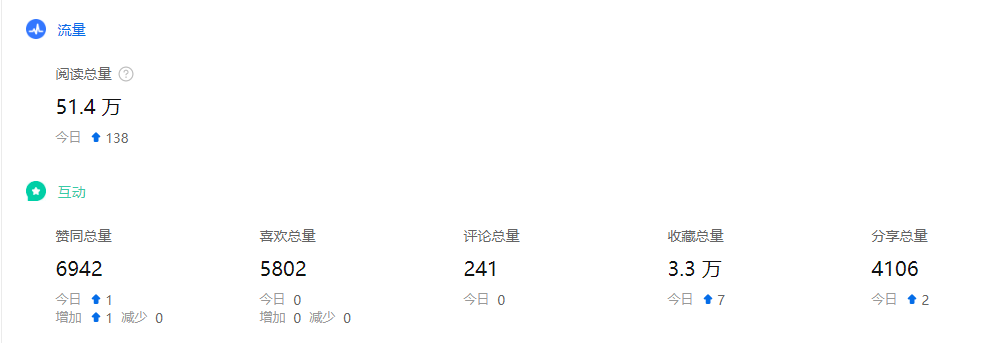 流量
阅读总量 ?
51.4 万
今日 138
互动
赞同总量 喜欢总量 评论总量 收藏总量 分享总量
6942 5802 241 3.3 万 4106
今日 1 今日 0 今日 0 今日 7 今日 2
增加 1 减少 0 增加 0 减少 0